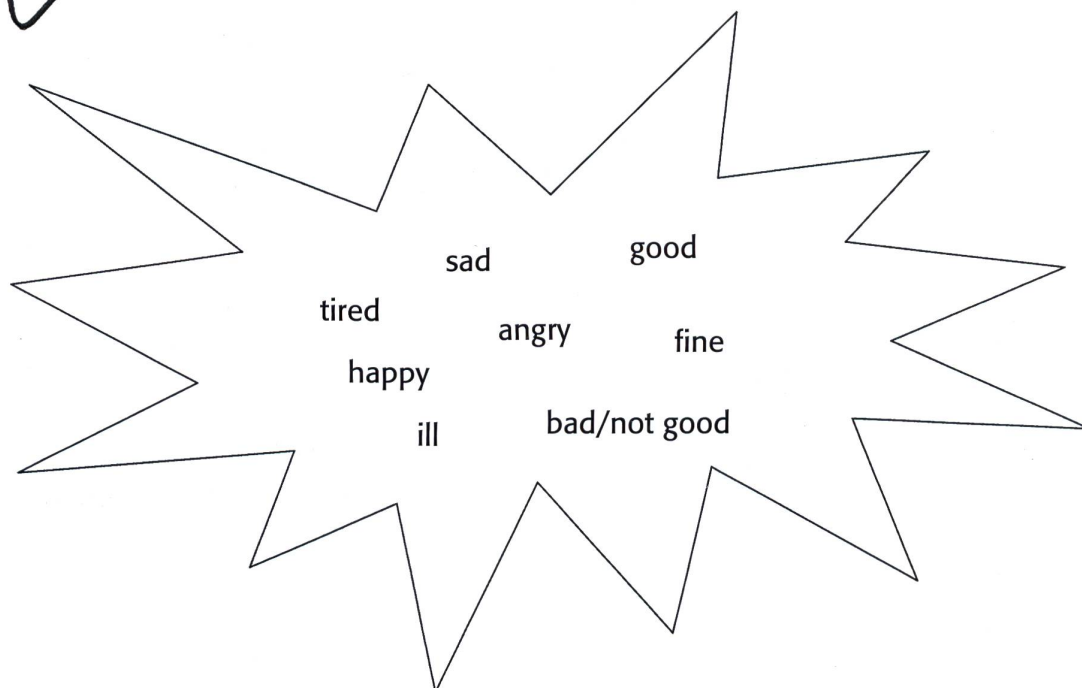 sad
good
tired
angry
fine
happy
bad/not good
ill